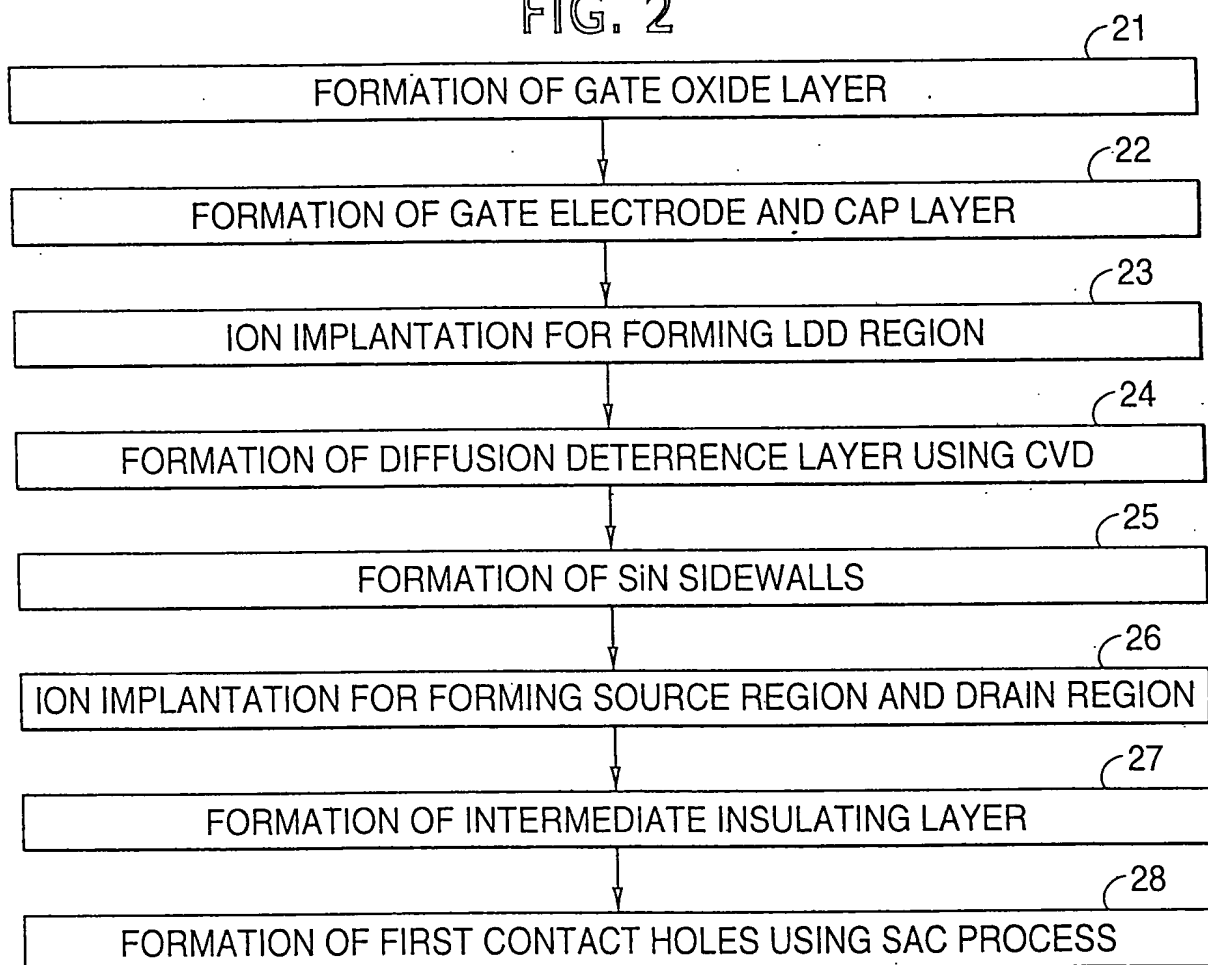 FIG. 2
21
FORMATION OF GATE OXIDE LAYER
22
FORMATION OF GATE ELECTRODE AND CAP LAYER
23
ION IMPLANTATION FOR FORMING LDD REGION
24
FORMATION OF DIFFUSION DETERRENCE LAYER USING CVD
25
FORMATION OF SiN SIDEWALLS
26
ION IMPLANTATION FOR FORMING SOURCE REGION AND DRAIN REGION
27
FORMATION OF INTERMEDIATE INSULATING LAYER
28
FORMATION OF FIRST CONTACT HOLES USING SAC PROCESS